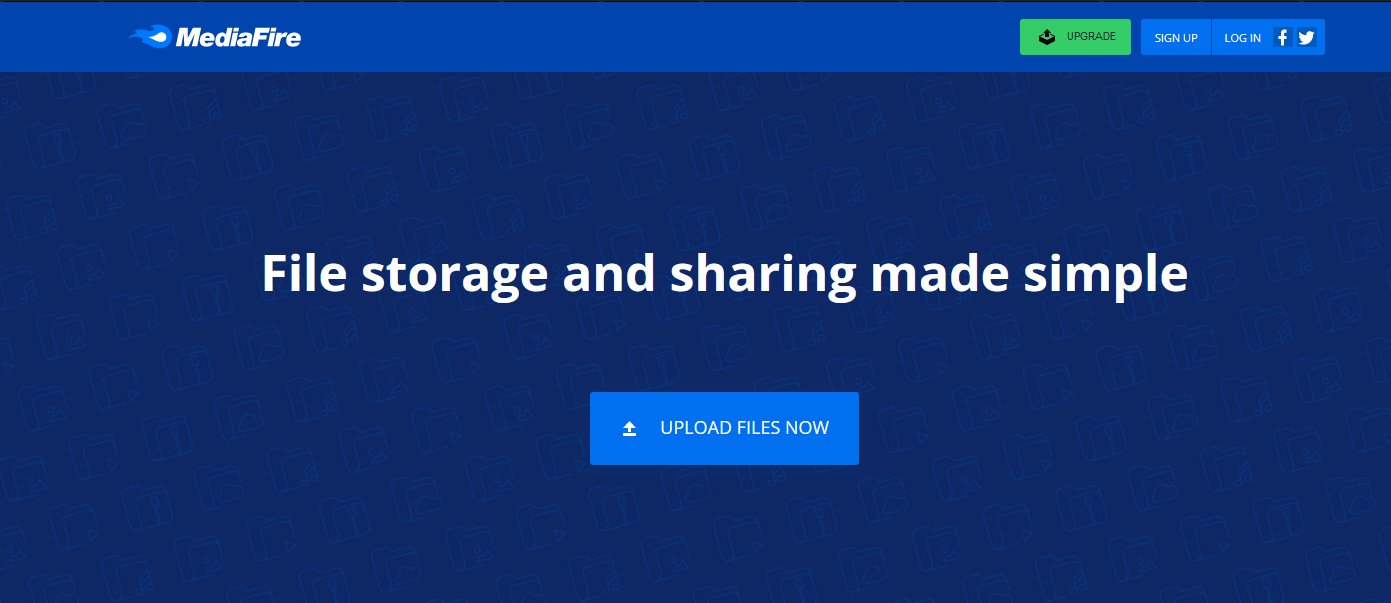 MediaFire
UPGRADE
SIGN UP
LOG IN
File storage and sharing made simple
UPLOAD FILES NOW